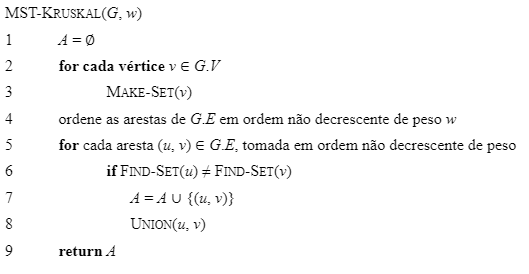 MST-KRUSKAL(G, w)
1 A = Ø
2 for cada vértice v ∈ G.V
3 MAKE-SET(v)
4 ordene as arestas de G.E em ordem não decrescente de peso w
5 for cada aresta (u, v) ∈ G.E, tomada em ordem não decrescente de peso
6 if FIND-SET(u) ≠ FIND-SET(v)
7 A = A ∪ {(u, v)}
8 UNION(u, v)
9 return A